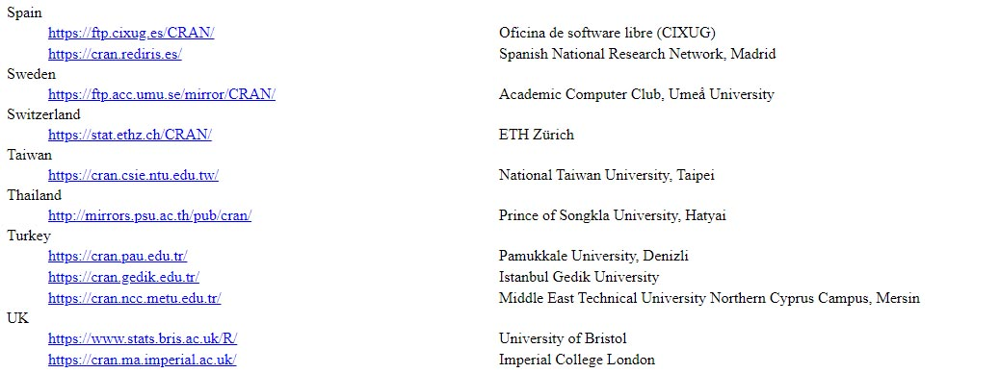 Spain
https://ftp.cixug.es/CRAN/ Oficina de software libre (CIXUG)
https://cran.rediris.es/ Spanish National Research Network, Madrid
Sweden
https://ftp.acc.umu.se/mirror/CRAN/ Academic Computer Club, Umeå University
Switzerland
https://stat.ethz.ch/CRAN/ ETH Zürich
Taiwan
https://cran.csie.ntu.edu.tw/ National Taiwan University, Taipei
Thailand
http://mirrors.psu.ac.th/pub/cran/ Prince of Songkla University, Hatyai
Turkey
https://cran.pau.edu.tr/ Pamukkale University, Denizli
https://cran.gedik.edu.tr/ Istanbul Gedik University
https://cran.ncc.metu.edu.tr/ Middle East Technical University Northern Cyprus Campus, Mersin
UK
https://www.stats.bris.ac.uk/R/ University of Bristol
https://cran.ma.imperial.ac.uk/ Imperial College London